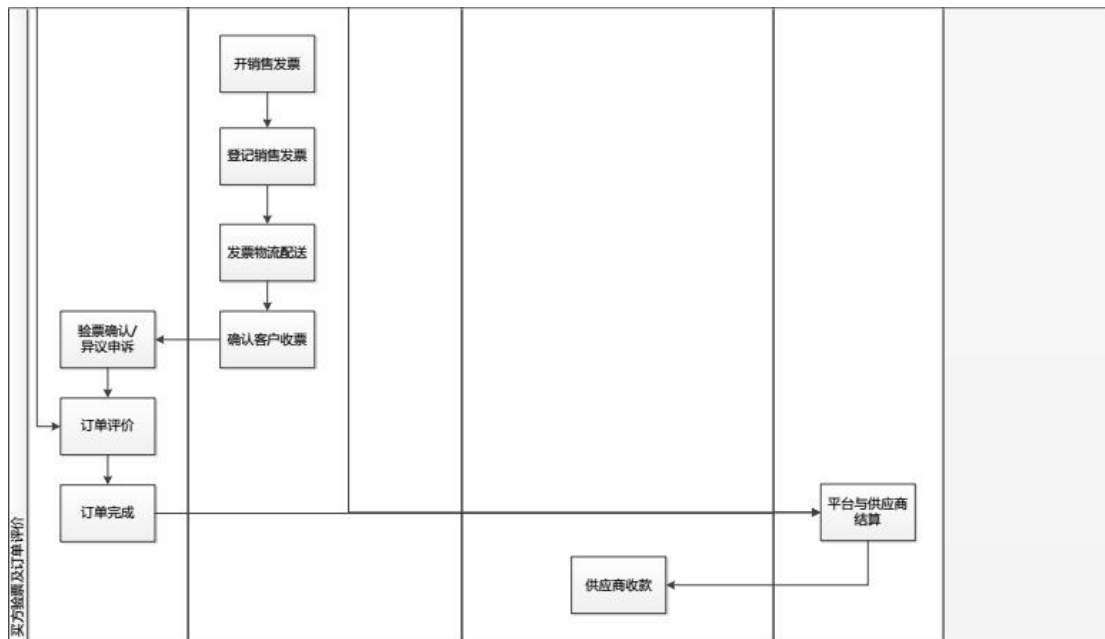 开销售发票
登记销售发票
发票物流配送
验票确认/
异议申诉
确认客户收票
订单评价
订单完成
平台与供应商
结算
供应商收款
买方验票及订单评价